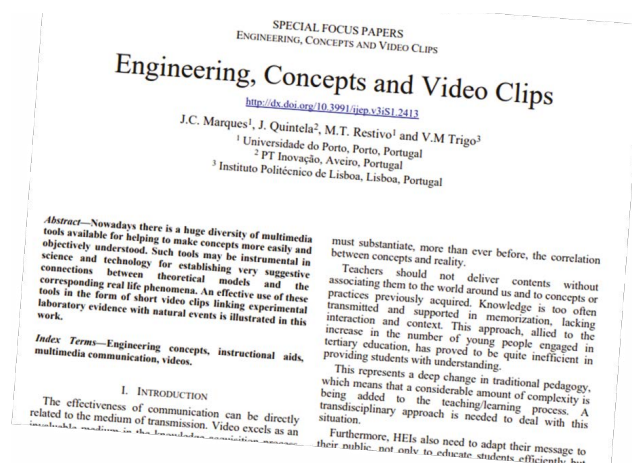 SPECIAL FOCUS PAPERS
ENGINEERING, CONCEPTS AND VIDEO CLIPS
Engineering, Concepts and Video Clips
http://dx.doi.org/10.3991/ijep.v3iS1.2413
J.C. Marques1, J. Quintela2, M.T. Restivo1 and V.M Trigo3
1 Universidade do Porto, Porto, Portugal
2 PT Inovação, Aveiro, Portugal
3 Instituto Politécnico de Lisboa, Lisboa, Portugal
Abstract—Nowadays there is a huge diversity of multimedia
tools available for helping to make concepts more easily and
objectively understood. Such tools may be instrumental in
science and technology for establishing very suggestive
connections between theoretical models and the
corresponding real life phenomena. An effective use of these
tools in the form of short video clips linking experimental
laboratory evidence with natural events is illustrated in this
work.
Index Terms—Engineering concepts, instructional aids,
multimedia communication, videos.
I. INTRODUCTION
The effectiveness of communication can be directly
related to the medium of transmission. Video excels as an
invaluable medium in the knowledge acquisition process
must substantiate, more than ever before, the correlation
between concepts and reality.
Teachers should not deliver contents without
associating them to the world around us and to concepts or
practices previously acquired. Knowledge is too often
transmitted and supported in memorization, lacking
interaction and context. This approach, allied to the
increase in the number of young people engaged in
tertiary education, has proved to be quite inefficient in
providing students with understanding.
This represents a deep change in traditional pedagogy,
which means that a considerable amount of complexity is
being added to the teaching/learning process. A
transdisciplinary approach is needed to deal with this
situation.
Furthermore, HEIs also need to adapt their message to
their public, not only to educate students efficiently but